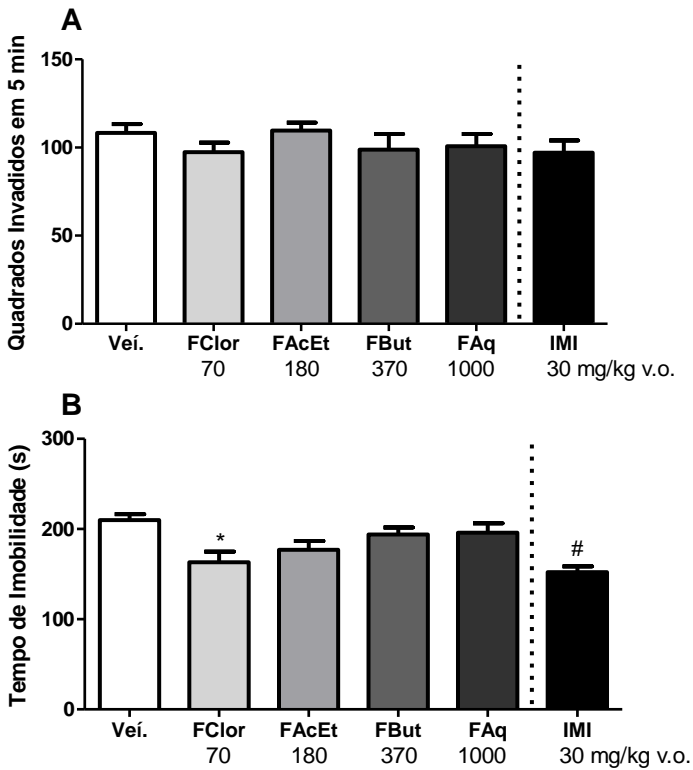 A
Quadrados Invadidos em 5 min
150
100
50
0
Veí. FClor FAcEt FBut FAq IMI
70 180 370 1000 30 mg/kg v.o.
B
Tempo de Imobilidade (s)
300
200
100
0
*
#
Veí. FClor FAcEt FBut FAq IMI
70 180 370 1000 30 mg/kg v.o.